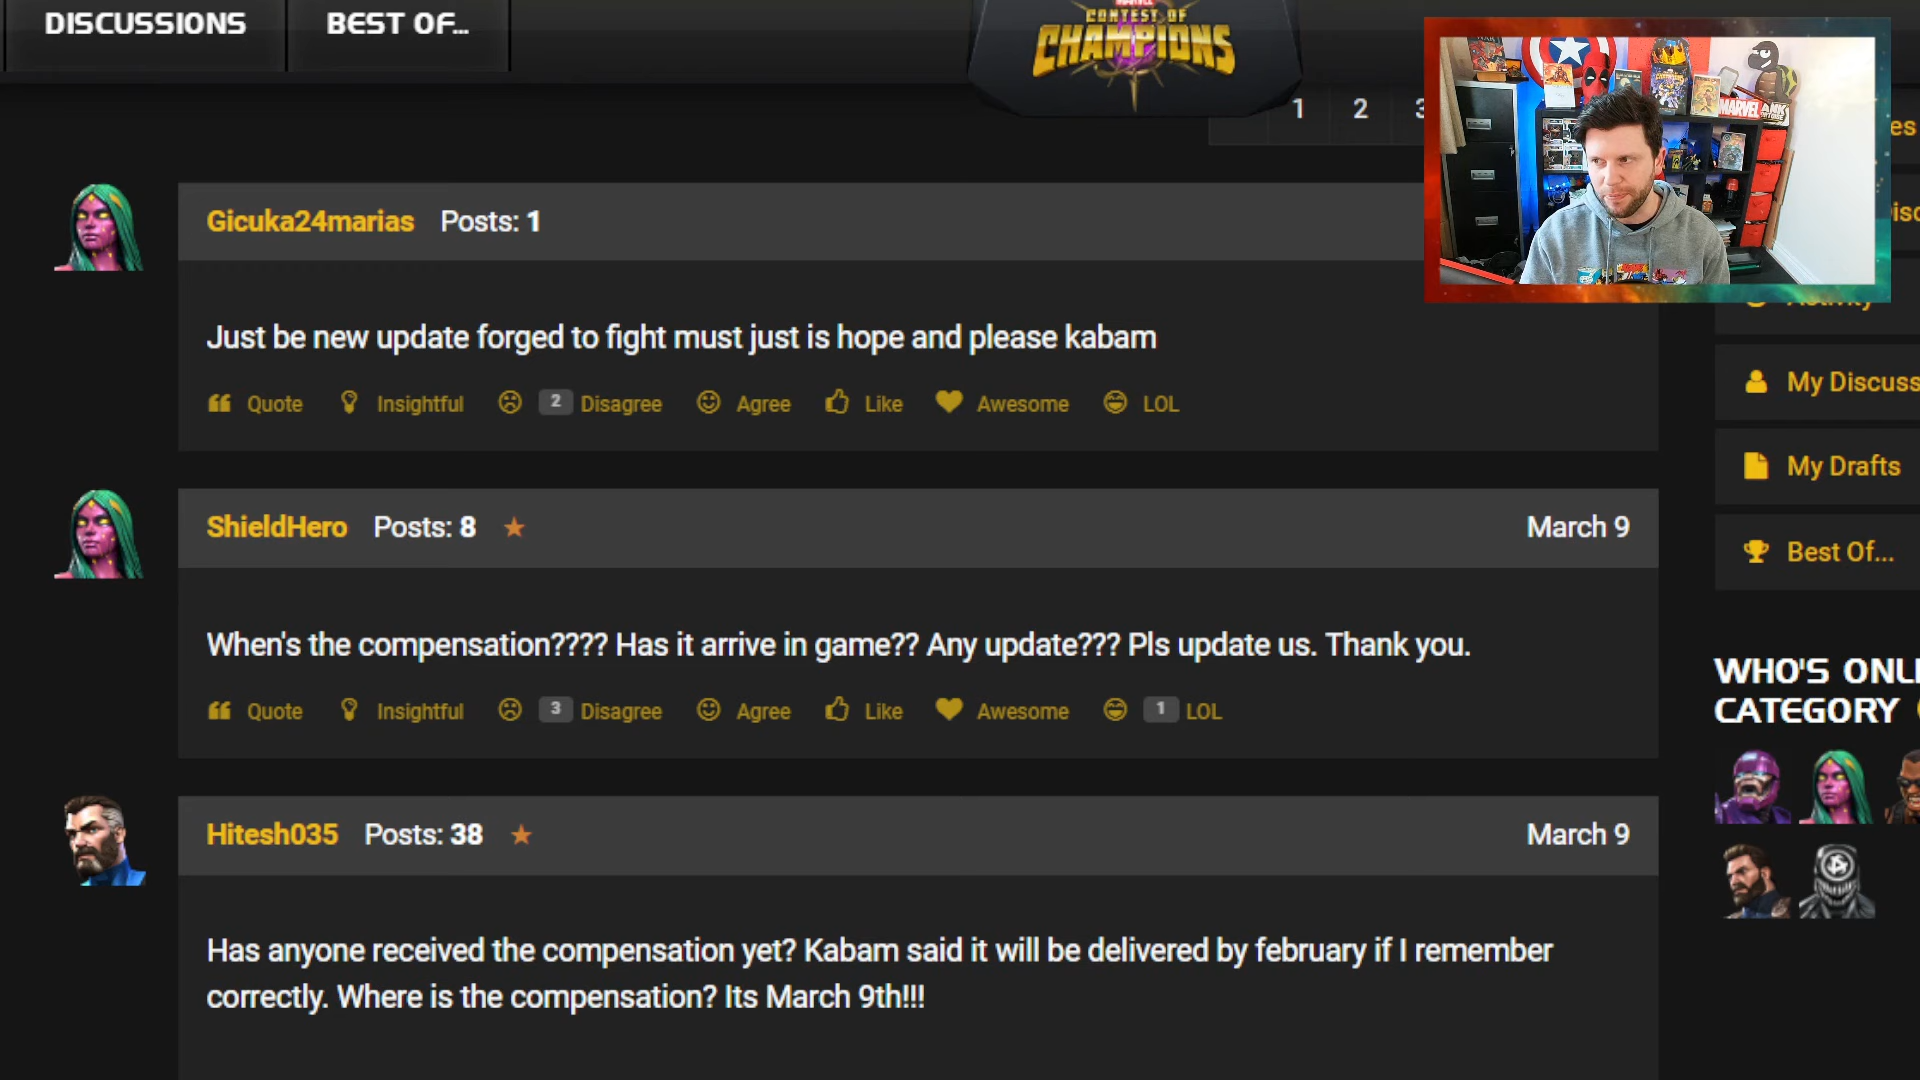 DISCUSSIONS
BEST OF...
CONTEST OF
CHAMPIONS
1 2 3
MARVEL
Gicuka24marias Posts: 1
Just be new update forged to fight must just is hope and please kabam
Quote Insightful 2 Disagree Agree Like Awesome LOL
ShieldHero Posts: 8 March 9
When's the compensation???? Has it arrive in game?? Any update??? Pls update us. Thank you.
Quote Insightful 3 Disagree Agree Like Awesome 1 LOL
Hitesh035 Posts: 38 March 9
Has anyone received the compensation yet? Kabam said it will be delivered by february if I remember
correctly. Where is the compensation? Its March 9th!!!
My Discuss
My Drafts
Best Of...
WHO'S ONL
CATEGORY